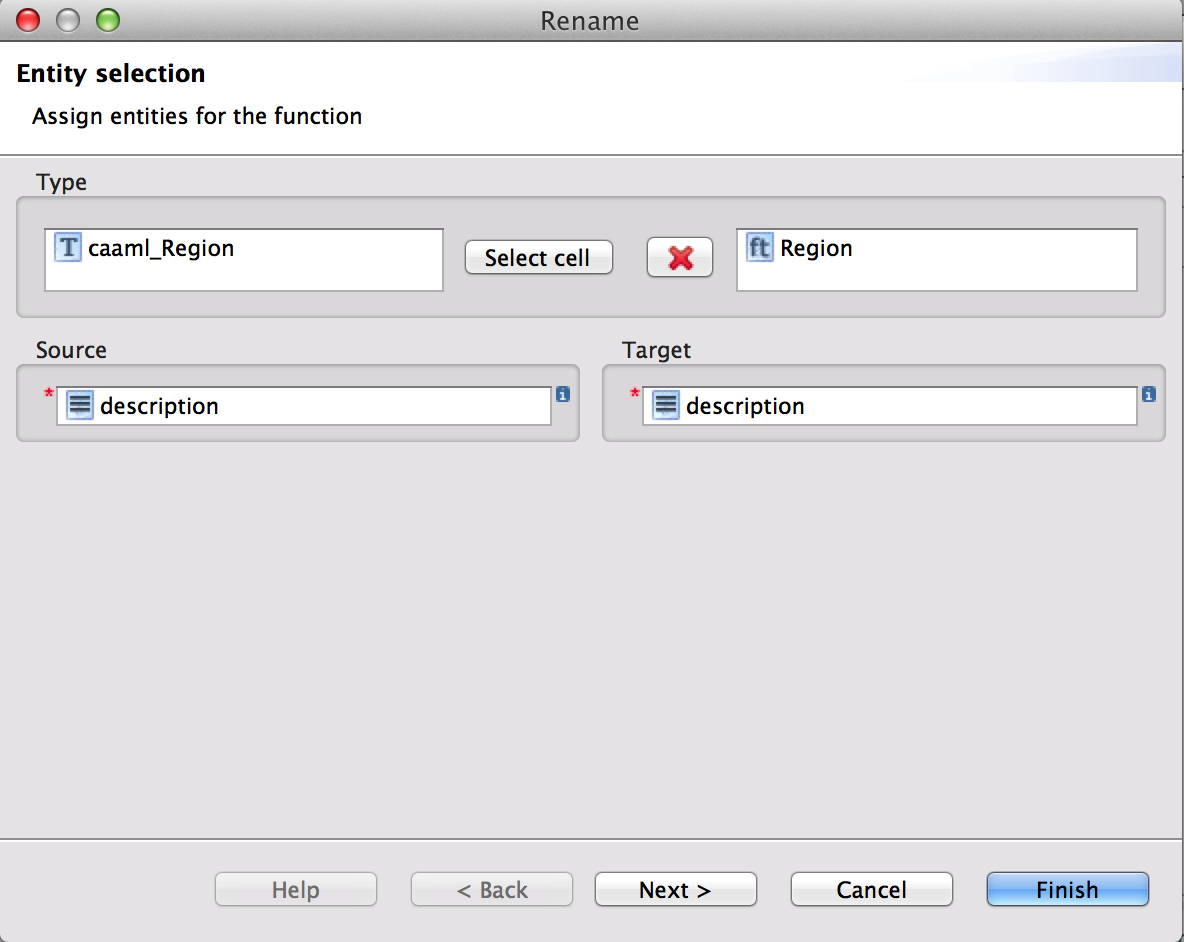 Rename
Entity selection
Assign entities for the function
Type
T caaml_Region
Select cell
ft Region
Source
Target
* description i
* description i
Help
< Back
Next >
Cancel
Finish